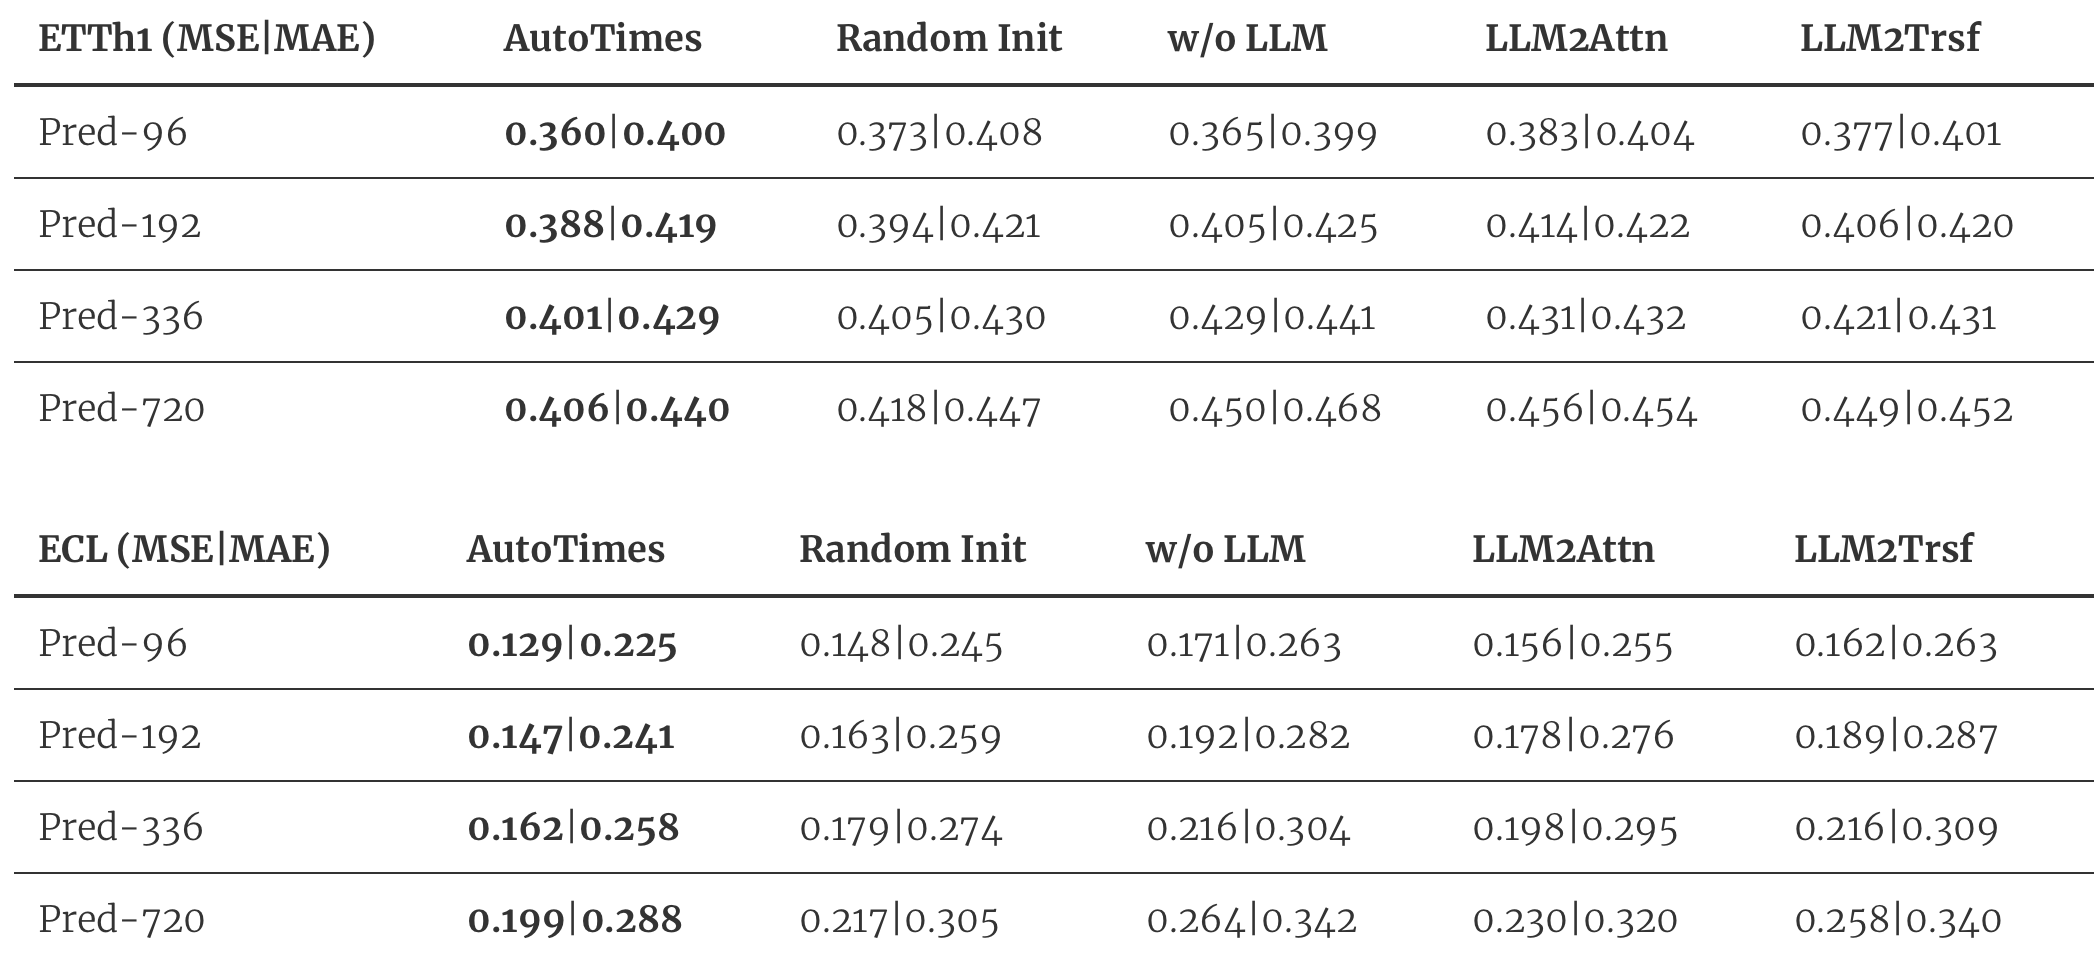 ETTh1 (MSE|MAE) AutoTimes Random Init w/o LLM LLM2Attn LLM2Trsf
Pred-96 0.360|0.400 0.373|0.408 0.365|0.399 0.383|0.404 0.377|0.401
Pred-192 0.388|0.419 0.394|0.421 0.405|0.425 0.414|0.422 0.406|0.420
Pred-336 0.401|0.429 0.405|0.430 0.429|0.441 0.431|0.432 0.421|0.431
Pred-720 0.406|0.440 0.418|0.447 0.450|0.468 0.456|0.454 0.449|0.452
ECL (MSE|MAE) AutoTimes Random Init w/o LLM LLM2Attn LLM2Trsf
Pred-96 0.129|0.225 0.148|0.245 0.171|0.263 0.156|0.255 0.162|0.263
Pred-192 0.147|0.241 0.163|0.259 0.192|0.282 0.178|0.276 0.189|0.287
Pred-336 0.162|0.258 0.179|0.274 0.216|0.304 0.198|0.295 0.216|0.309
Pred-720 0.199|0.288 0.217|0.305 0.264|0.342 0.230|0.320 0.258|0.340